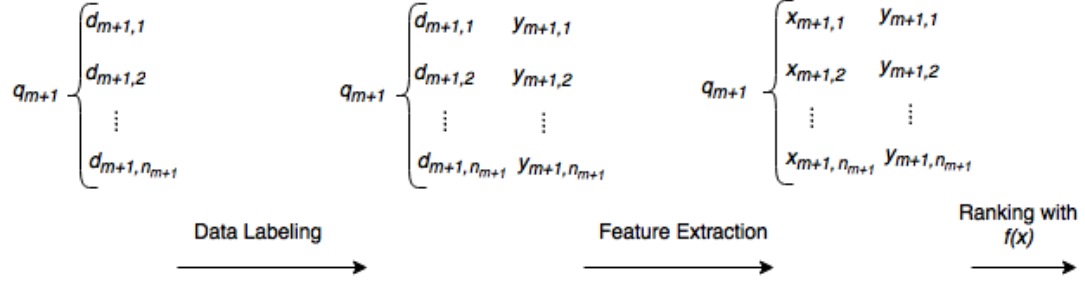 d_{m+1,1} d_{m+1,1} y_{m+1,1} x_{m+1,1} y_{m+1,1}
d_{m+1,2} d_{m+1,2} y_{m+1,2} x_{m+1,2} y_{m+1,2}
q_{m+1} q_{m+1} q_{m+1}
d_{m+1,n_{m+1}} d_{m+1,n_{m+1}} y_{m+1,n_{m+1}} x_{m+1,n_{m+1}} y_{m+1,n_{m+1}}
Data Labeling Feature Extraction Ranking with
f(x)